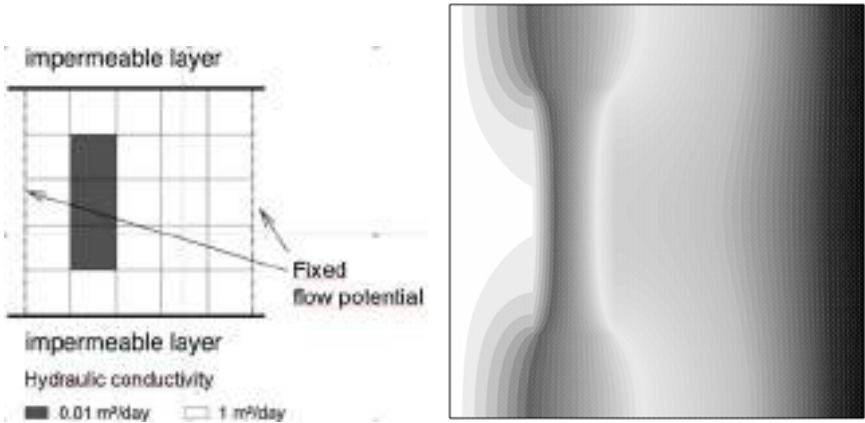 impermeable layer
Fixed
flow potential
impermeable layer
Hydraulic conductivity
0.01 m²/day 1 m²/day